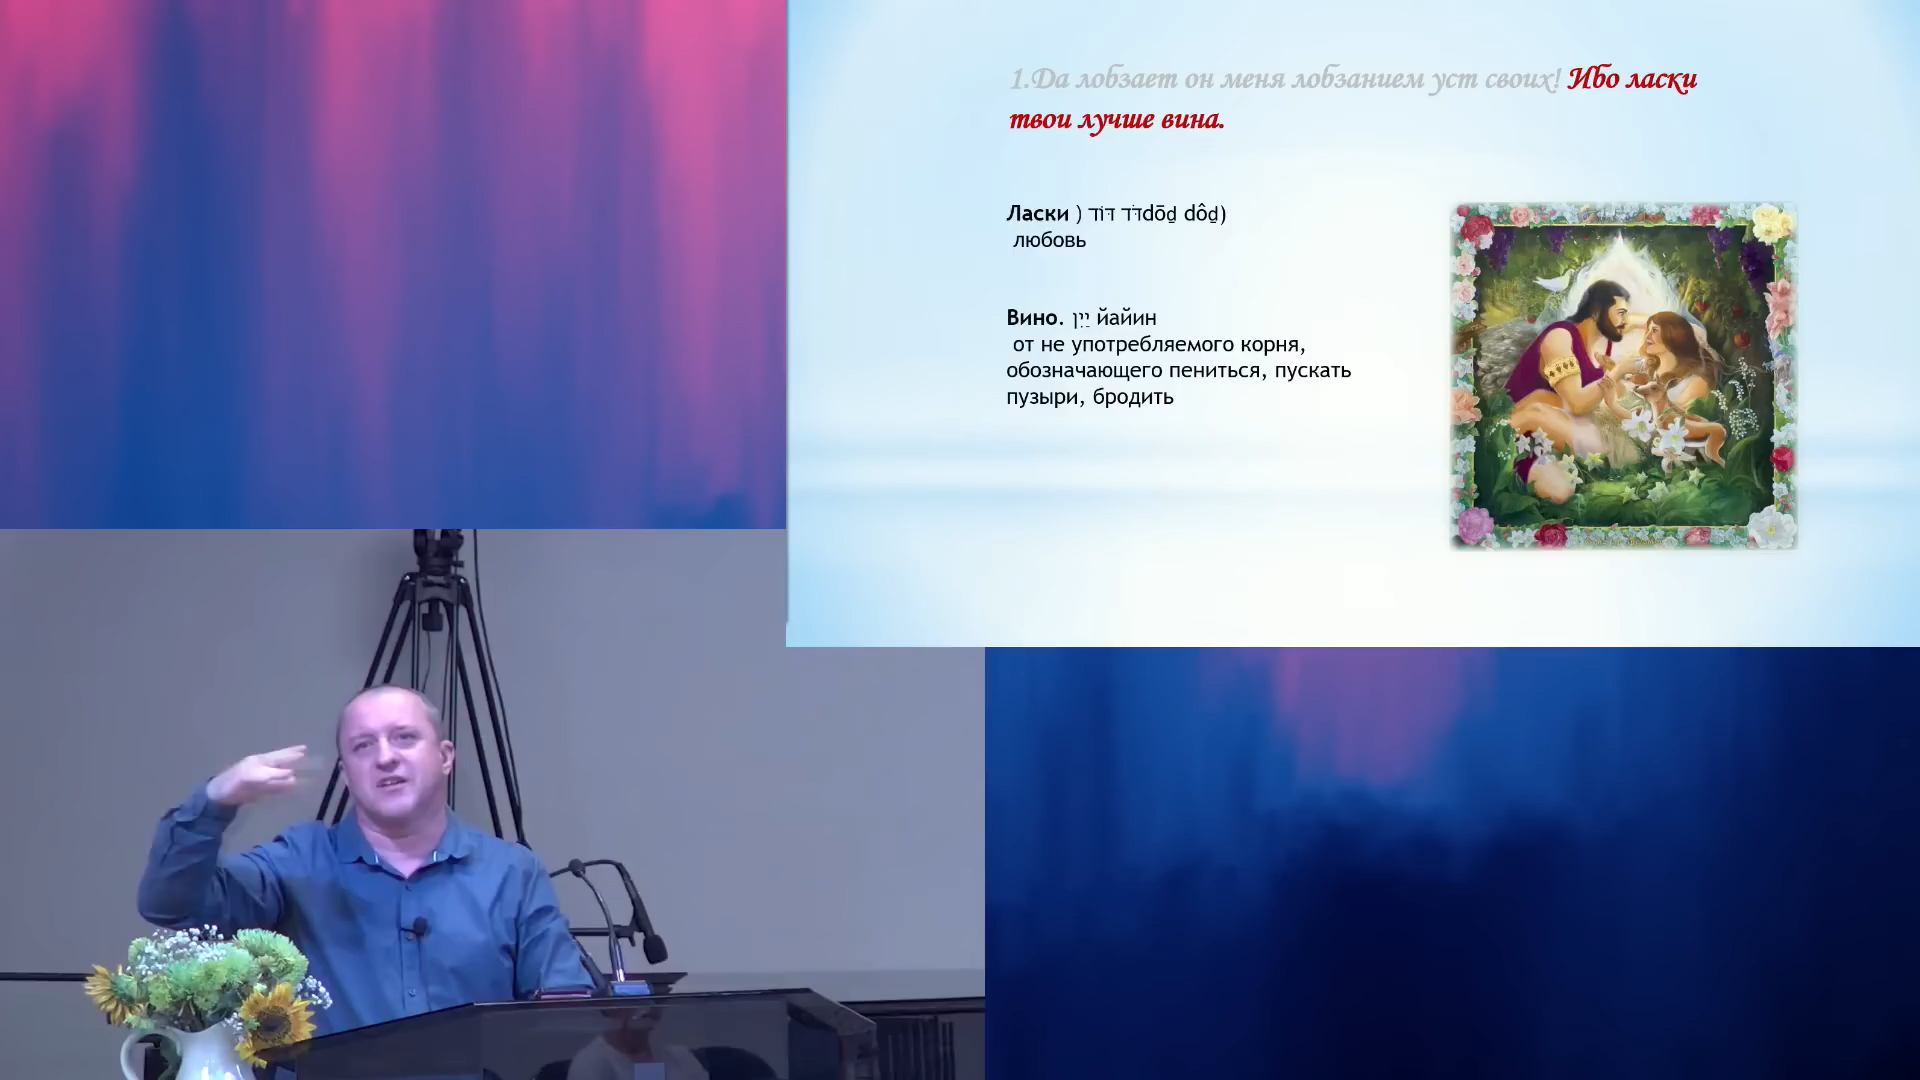 1.Да лобзает он меня лобзанием уст своих! Ибо ласки
твои лучше вина.
Ласки ) דּד דּוֹדdōḏ dôḏ)
любовь
Вино. יַיִן йайин
от не употребляемого корня,
обозначающего пениться, пускать
пузыри, бродить